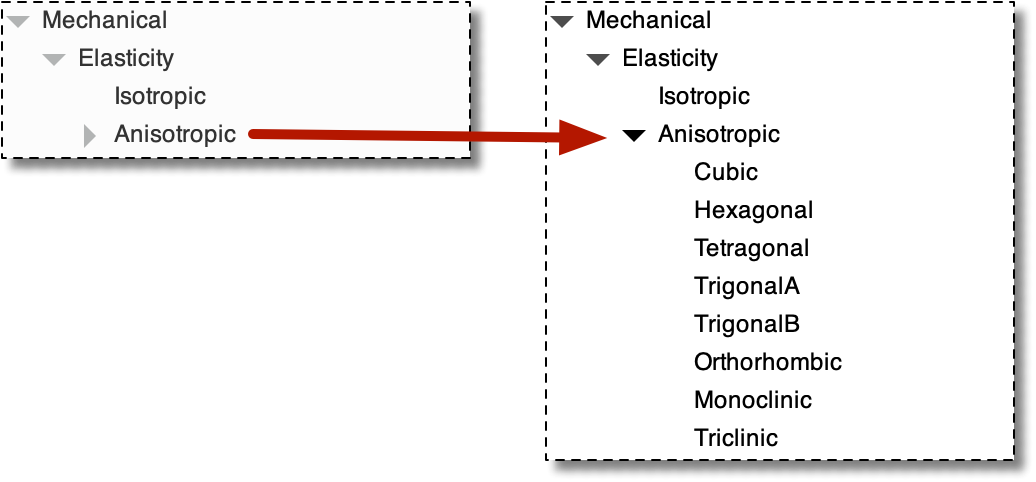 Mechanical
Elasticity
Isotropic
Anisotropic
Mechanical
Elasticity
Isotropic
Anisotropic
Cubic
Hexagonal
Tetragonal
TrigonalA
TrigonalB
Orthorhombic
Monoclinic
Triclinic